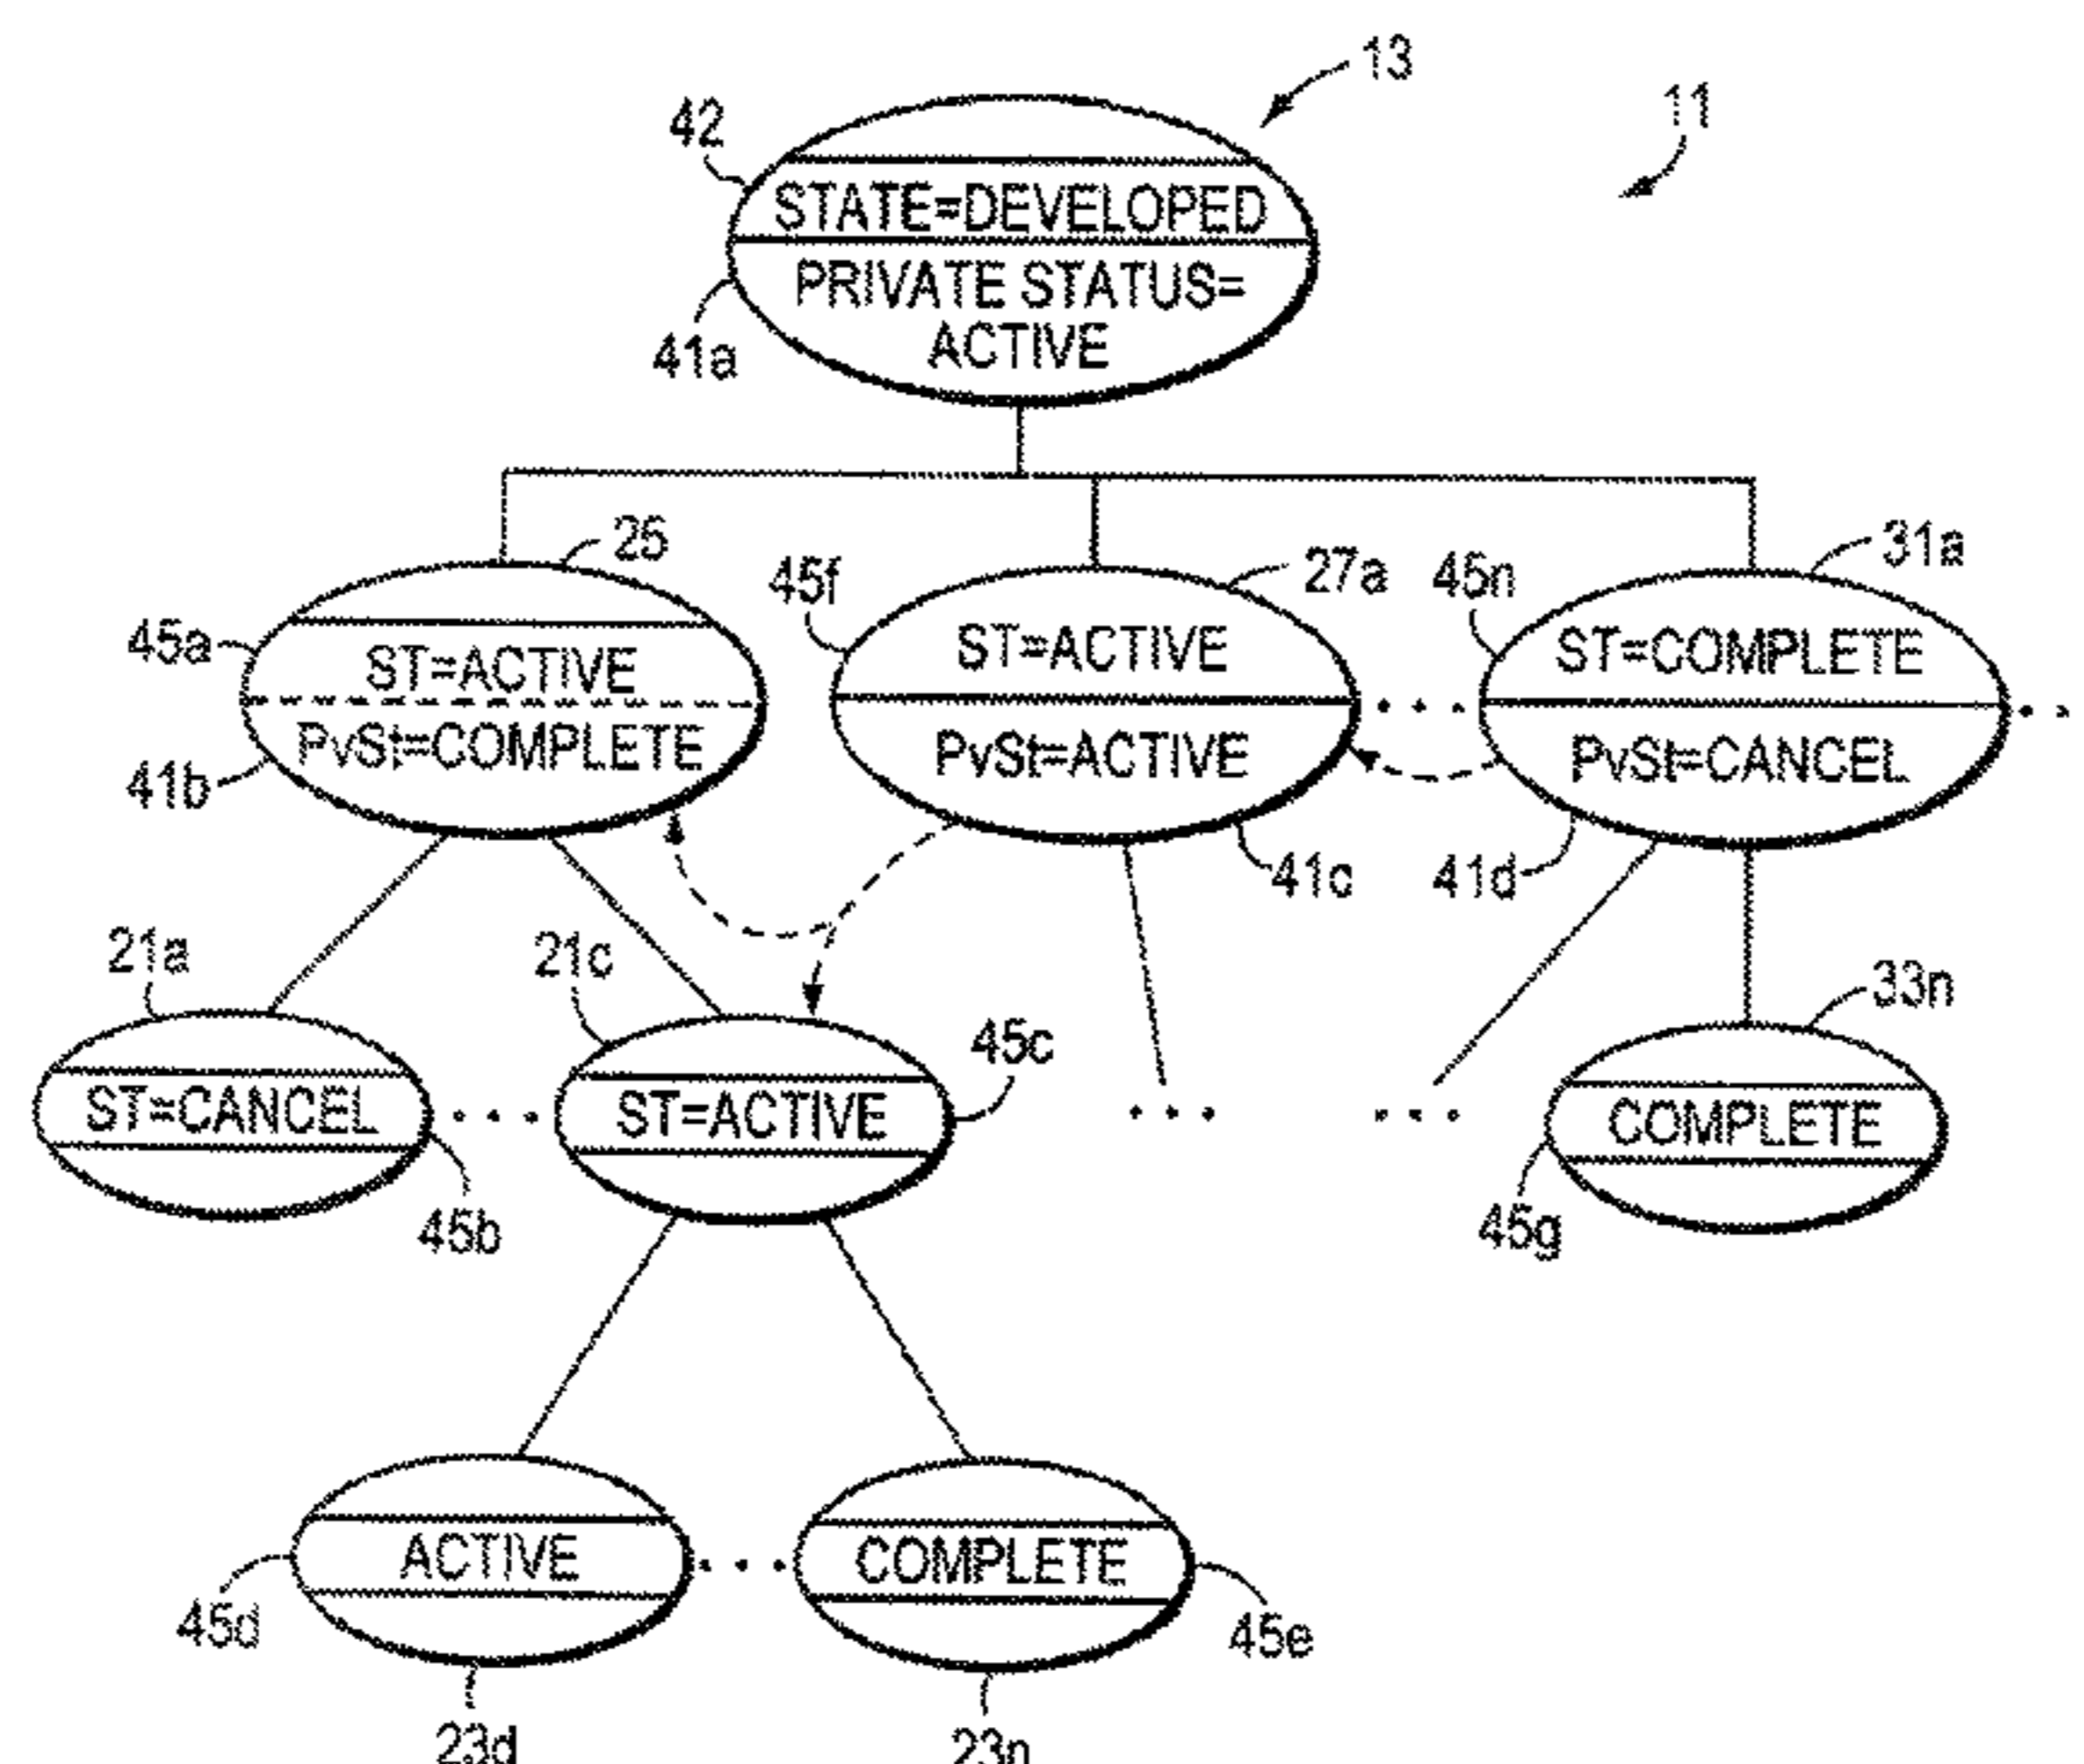 13
11
42
STATE=DEVELOPED
PRIVATE STATUS=
ACTIVE
41a
25
27a
31a
45a
45f
45n
ST=ACTIVE
ST=ACTIVE
ST=COMPLETE
PvSt=COMPLETE
PvSt=ACTIVE
PvSt=CANCEL
41b
41c
41d
21a
21c
45c
33n
ST=CANCEL
ST=ACTIVE
COMPLETE
45b
45g
ACTIVE
COMPLETE
45d
45e
23d
23n